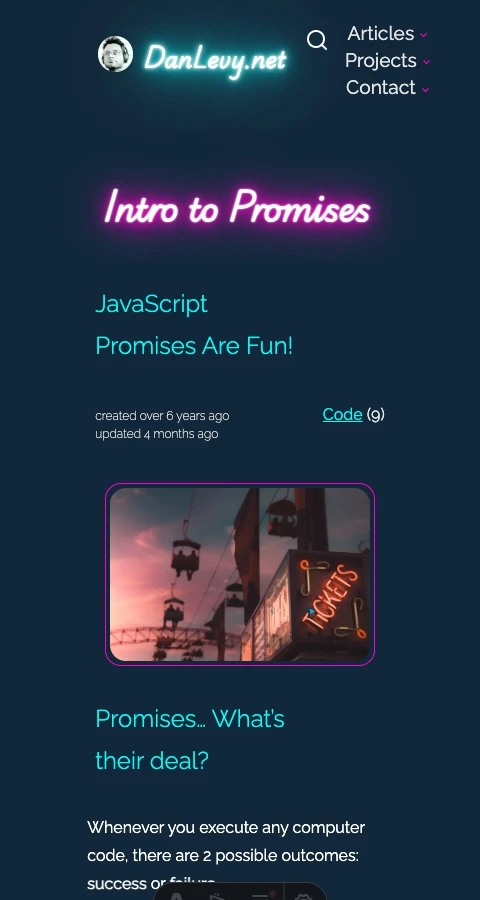 DanLevy.net
Articles
Projects
Contact
Intro to Promises
JavaScript
Promises Are Fun!
created over 6 years ago
updated 4 months ago
Code (9)
TICKETS
Promises… What's
their deal?
Whenever you execute any computer
code, there are 2 possible outcomes:
success or failure.